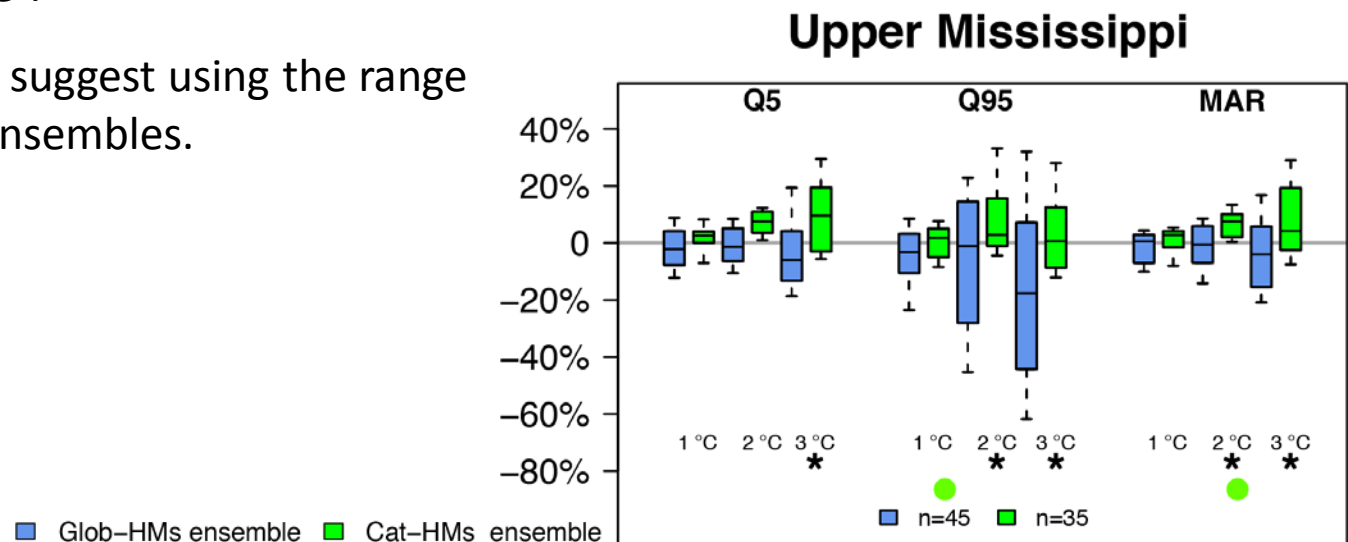 suggest using the range
nsembles.
Upper Mississippi
Q5 Q95 MAR
40%
20%
0
−20%
−40%
−60%
−80%
1 °C 2 °C 3 °C 1 °C 2 °C 3 °C 1 °C 2 °C 3 °C
* * * * *
n=45 n=35
Glob−HMs ensemble Cat−HMs ensemble